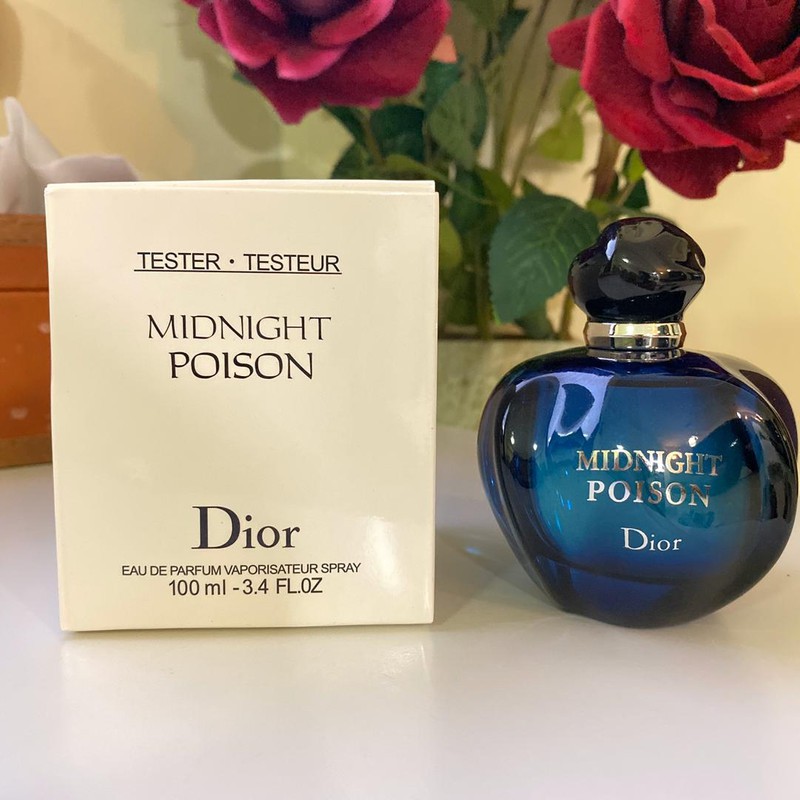 TESTER · TESTEUR
MIDNIGHT
POISON
Dior
EAU DE PARFUM VAPORISATEUR SPRAY
100 ml - 3.4 FL.OZ
MIDNIGHT
POISON
Dior